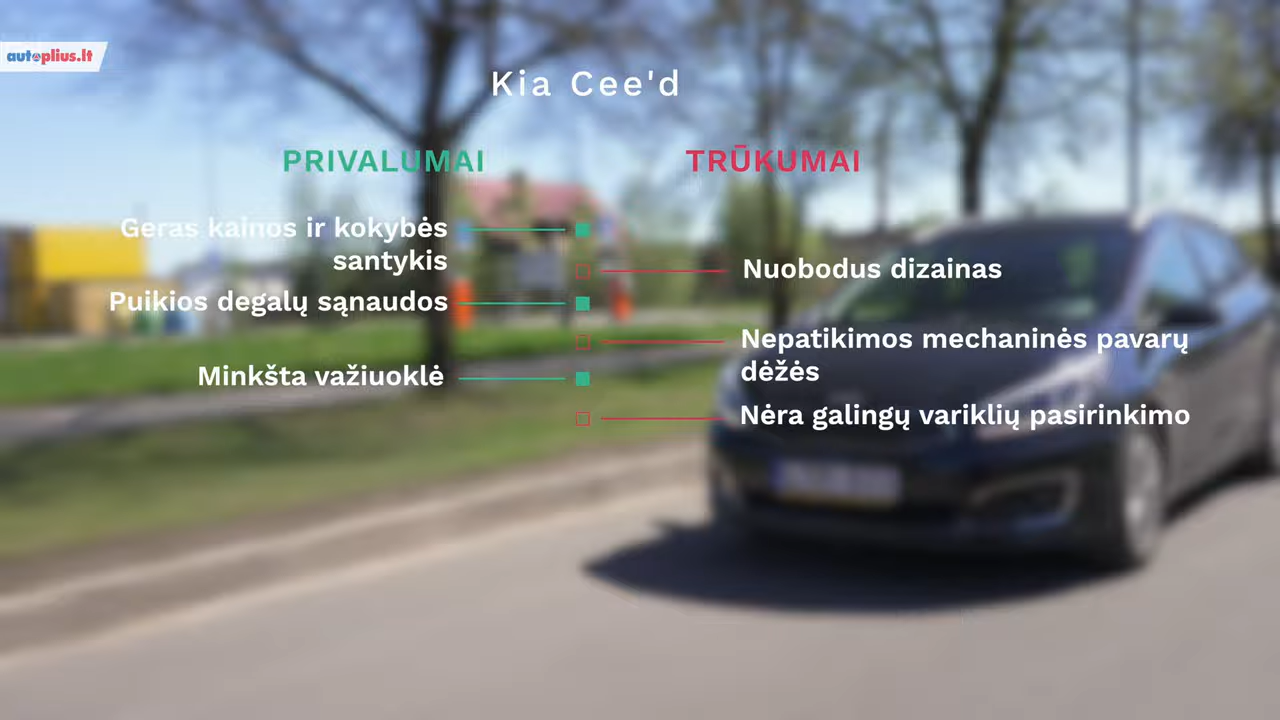 autoplius.lt
Kia Cee'd
PRIVALUMAI
Geras kainos ir kokybės
santykis
Puikios degalų sąnaudos
Minkšta važiuoklė
TRŪKUMAI
Nuobodus dizainas
Nepatikimos mechaninės pavarų
dėžės
Nėra galingų variklių pasirinkimo